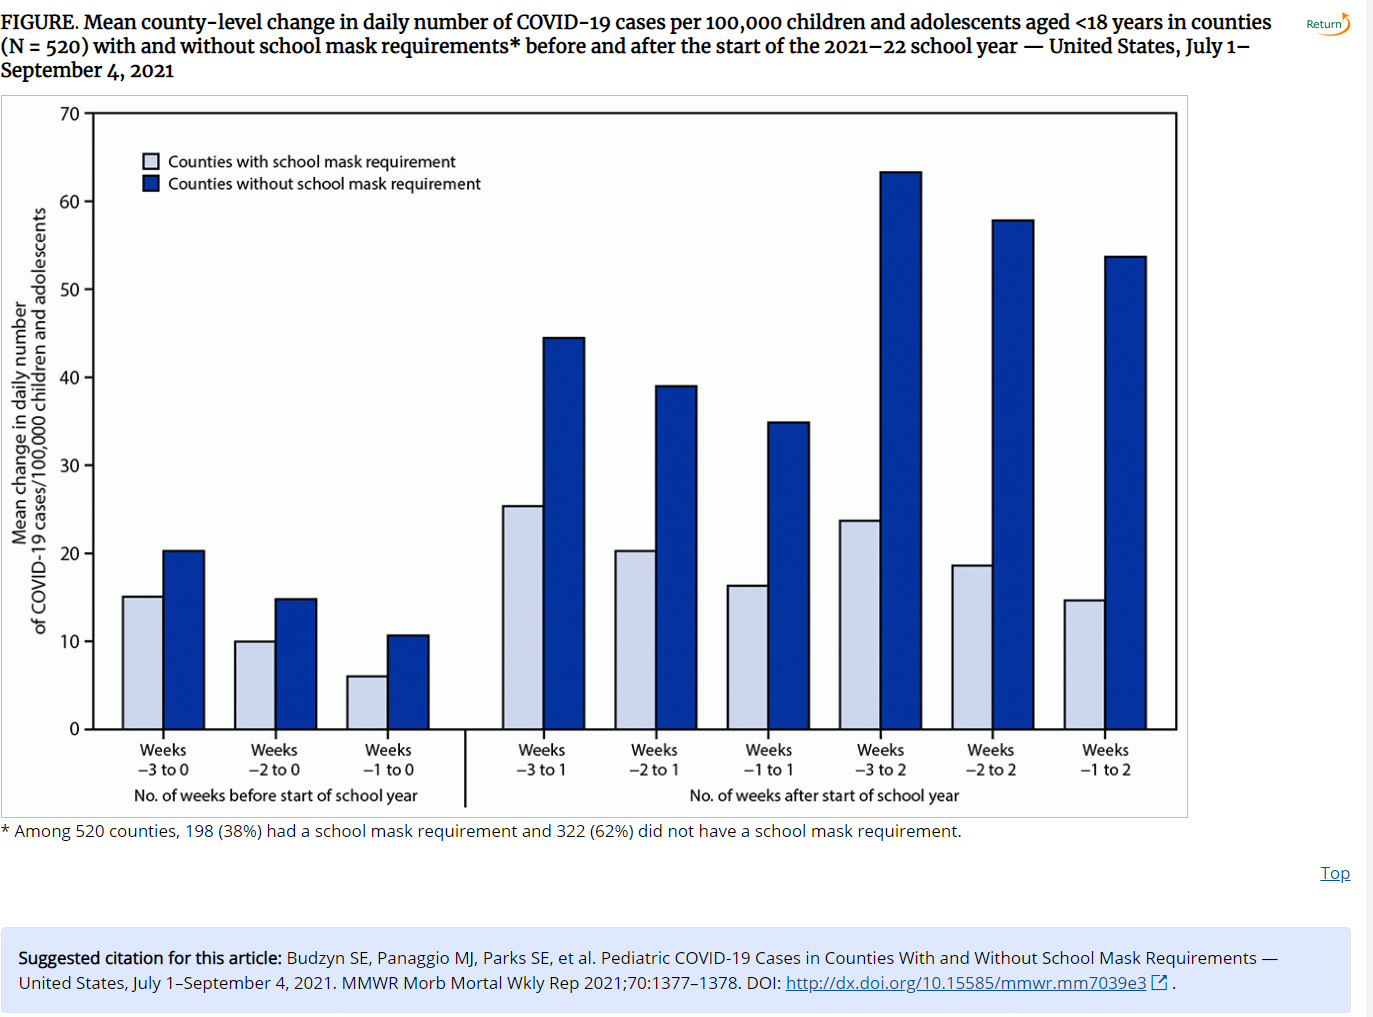 FIGURE. Mean county-level change in daily number of COVID-19 cases per 100,000 children and adolescents aged <18 years in counties
(N = 520) with and without school mask requirements* before and after the start of the 2021–22 school year — United States, July 1–
September 4, 2021
Return
70
60
50
40
30
20
10
0
Mean change in daily number
of COVID-19 cases/100,000 children and adolescents
Counties with school mask requirement
Counties without school mask requirement
Weeks Weeks Weeks Weeks Weeks Weeks Weeks Weeks Weeks
–3 to 0 –2 to 0 –1 to 0 –3 to 1 –2 to 1 –1 to 1 –3 to 2 –2 to 2 –1 to 2
No. of weeks before start of school year No. of weeks after start of school year
* Among 520 counties, 198 (38%) had a school mask requirement and 322 (62%) did not have a school mask requirement.
Top
Suggested citation for this article: Budzyn SE, Panaggio MJ, Parks SE, et al. Pediatric COVID-19 Cases in Counties With and Without School Mask Requirements —
United States, July 1–September 4, 2021. MMWR Morb Mortal Wkly Rep 2021;70:1377–1378. DOI: http://dx.doi.org/10.15585/mmwr.mm7039e3 .